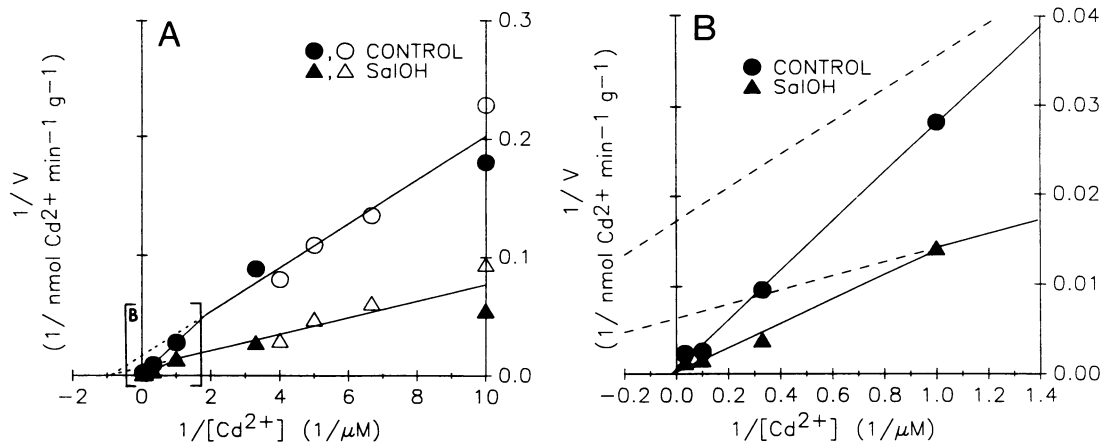 A
●,○ CONTROL
▲,△ SalOH
0.3
0.2
0.1
0.0
B
1/V
(1/ nmol Cd2+ min-1 g-1)
-2 0 2 4 6 8 10
1/[Cd2+] (1/μM)
B
● CONTROL
▲ SalOH
0.04
0.03
0.02
0.01
0.00
1/V
(1/ nmol Cd2+ min-1 g-1)
-0.2 0.0 0.2 0.4 0.6 0.8 1.0 1.2 1.4
1/[Cd2+] (1/μM)